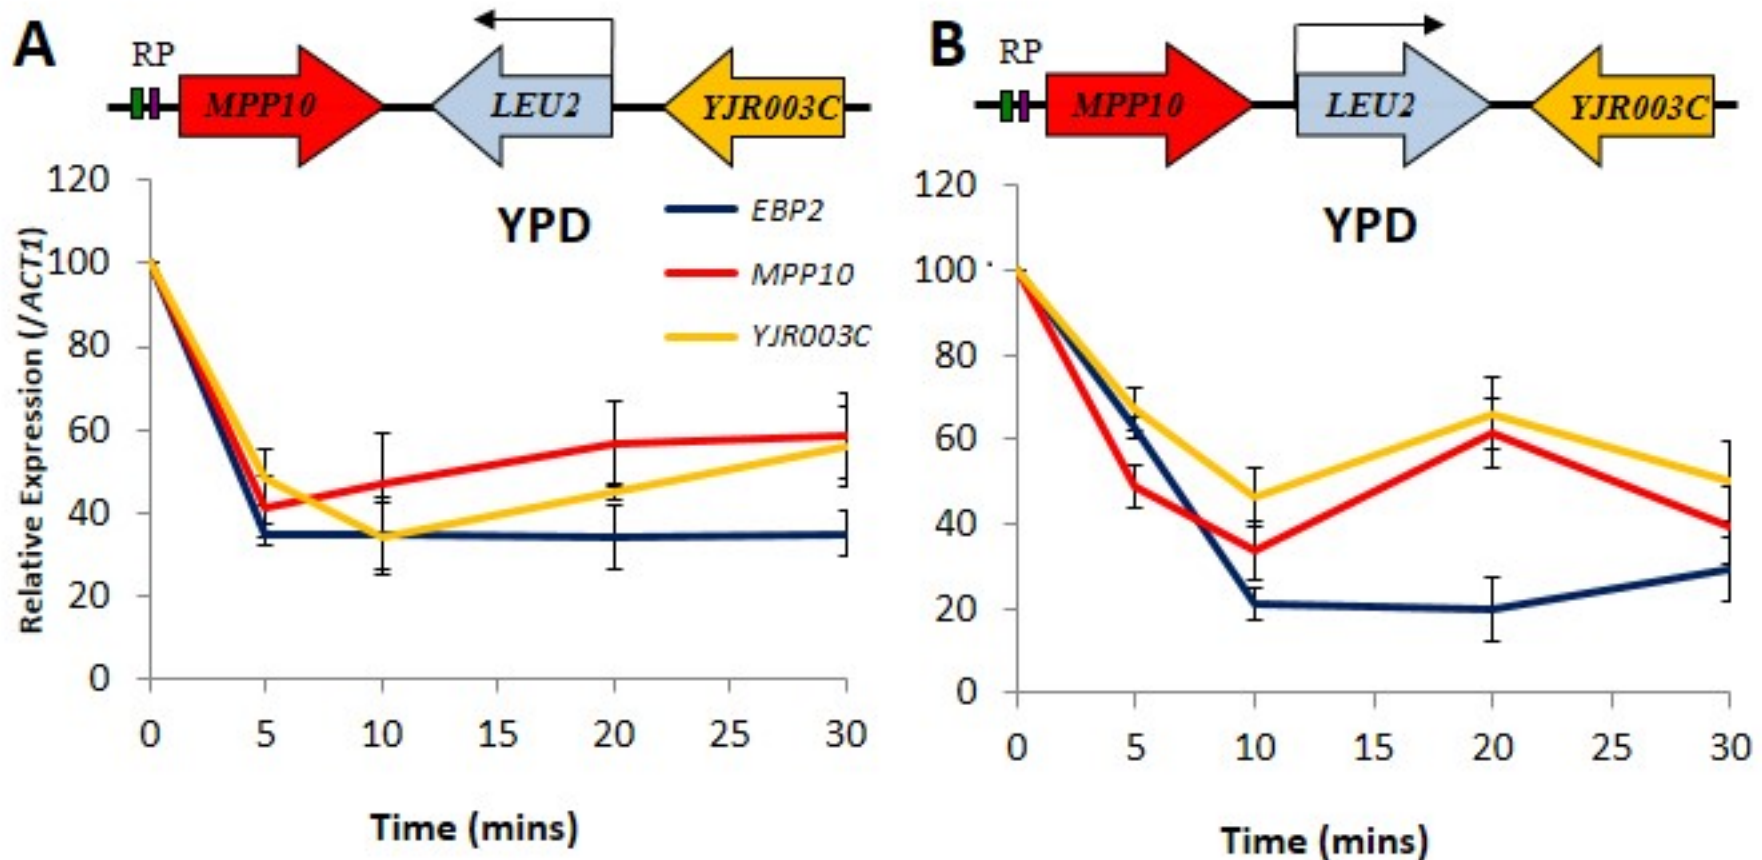 A
RP
MPP10
LEU2
YJR003C
YPD
EBP2
MPP10
YJR003C
Relative Expression (/ACT1)
120
100
80
60
40
20
0
0 5 10 15 20 25 30
Time (mins)
B
RP
MPP10
LEU2
YJR003C
YPD
120
100
80
60
40
20
0
0 5 10 15 20 25 30
Time (mins)